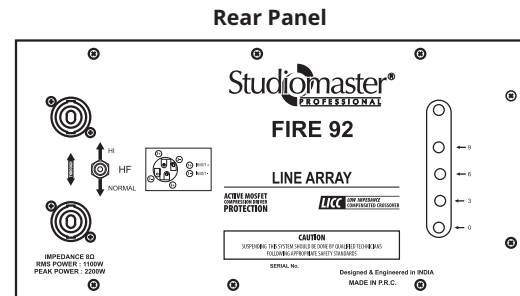 Rear Panel
Studiomaster®
PROFESSIONAL
FIRE 92
HI
HF
NORMAL
LINE ARRAY
ACTIVE MOSFET
COMPRESSION DRIVER
PROTECTION
LICC LOW IMPEDANCE
COMPENSATED CROSSOVER
9
6
3
0
CAUTION
SUSPENDING THIS SYSTEM SHOULD BE DONE BY QUALIFIED TECHNICIANS
FOLLOWING APPROPRIATE SAFETY STANDARDS
SERIAL No.
IMPEDANCE 8Ω
RMS POWER : 1100W
PEAK POWER : 2200W
Designed & Engineered in INDIA
MADE IN P.R.C.